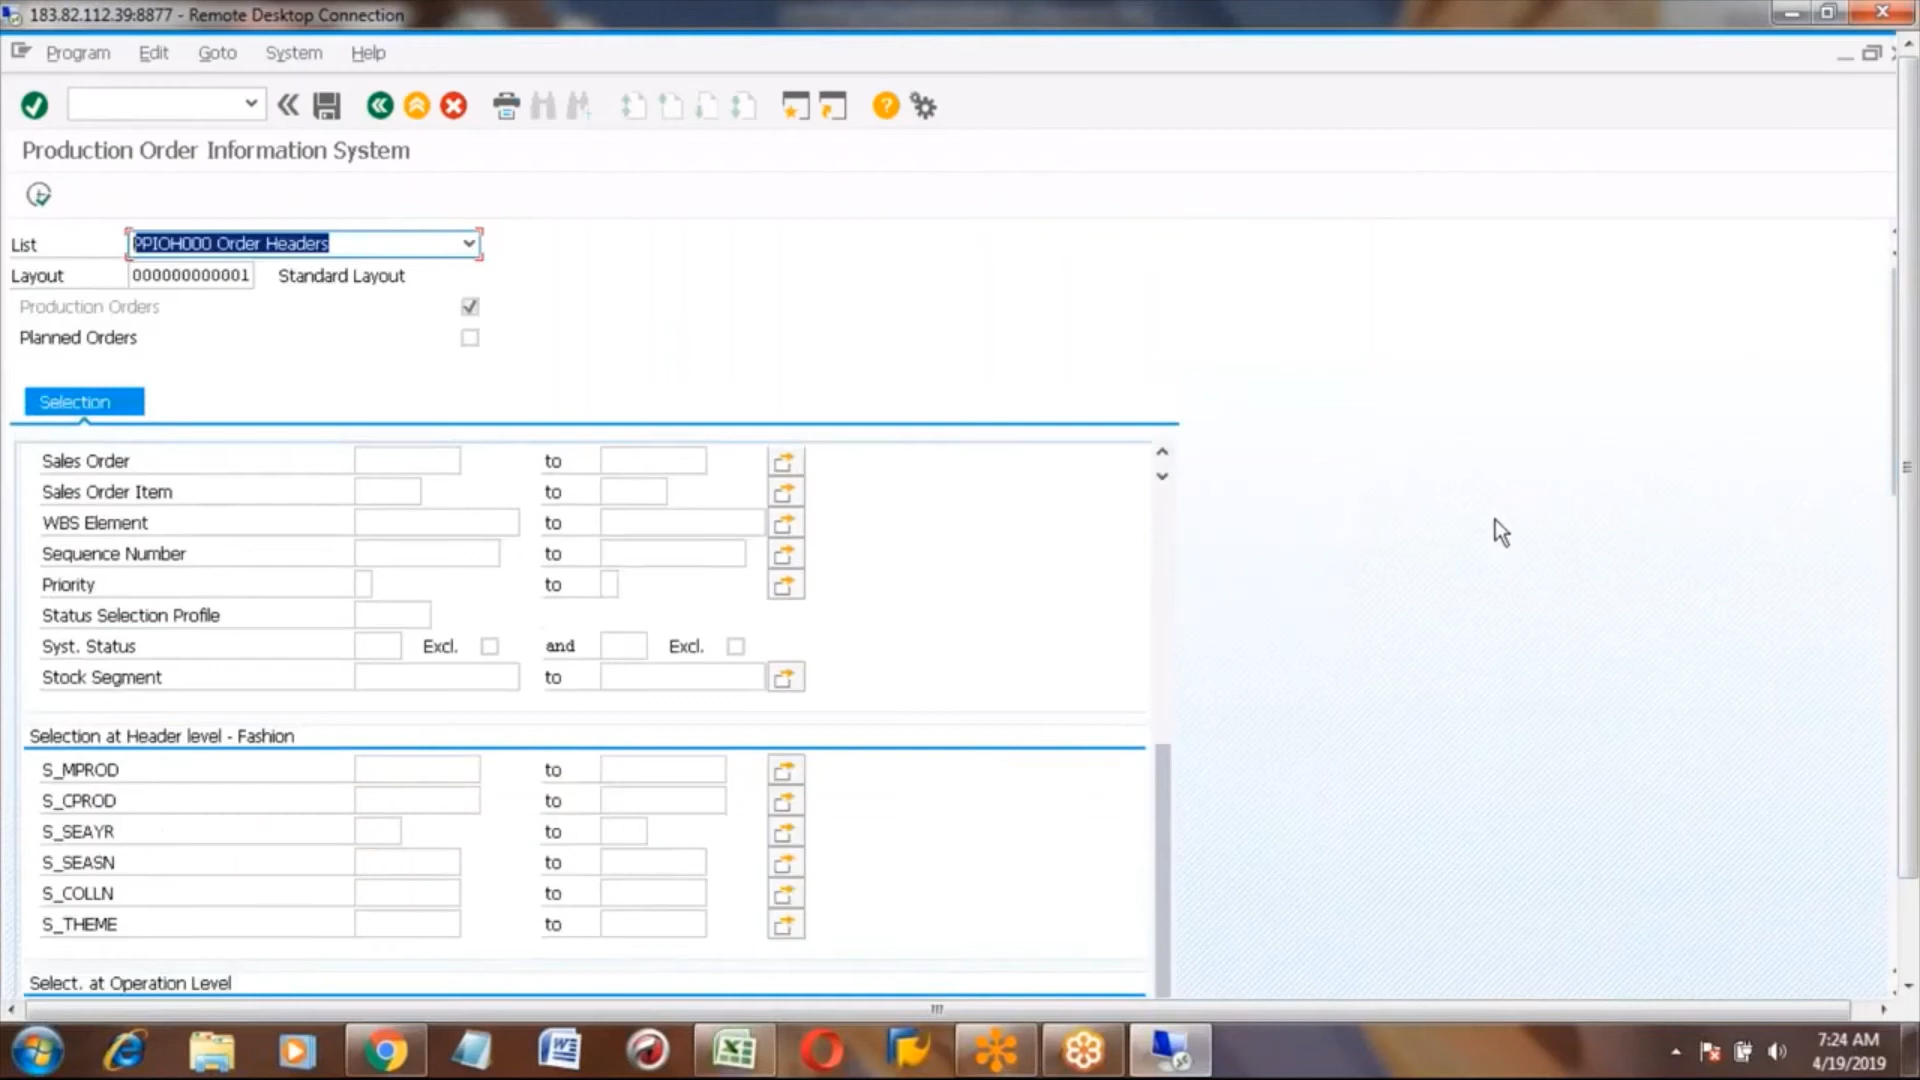 183.82.112.39:8877 - Remote Desktop Connection
Program Edit Goto System Help
Production Order Information System
List PPIOH000 Order Headers
Layout 000000000001 Standard Layout
Production Orders
Planned Orders
Selection
Sales Order to
Sales Order Item to
WBS Element to
Sequence Number to
Priority to
Status Selection Profile
Syst. Status Excl. and Excl.
Stock Segment to
Selection at Header level - Fashion
S_MPROD to
S_CPROD to
S_SEAYR to
S_SEASN to
S_COLLN to
S_THEME to
Select. at Operation Level
7:24 AM
4/19/2019